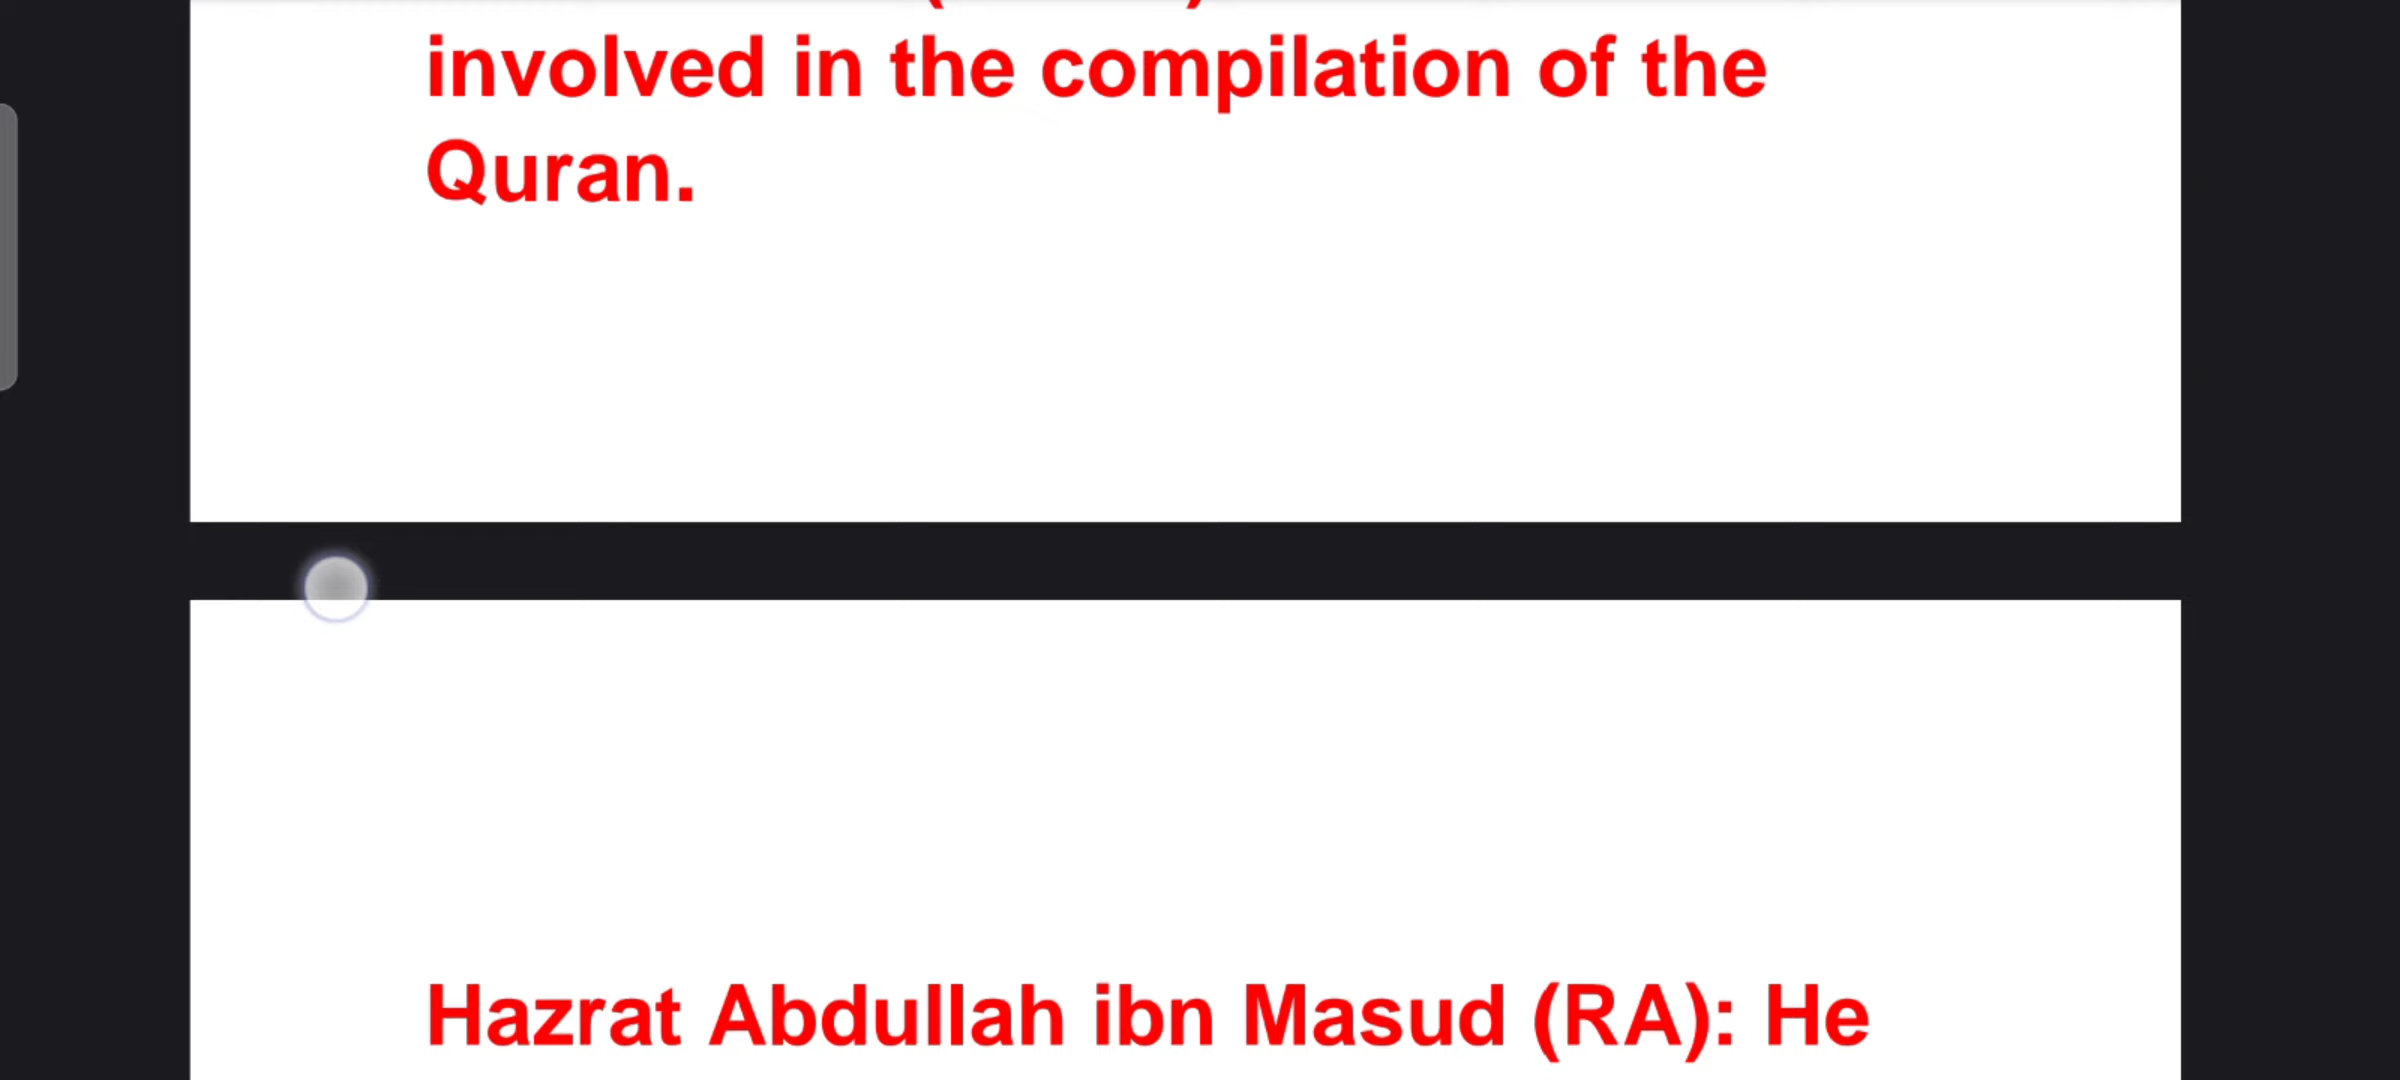 involved in the compilation of the
Quran.
Hazrat Abdullah ibn Masud (RA): He